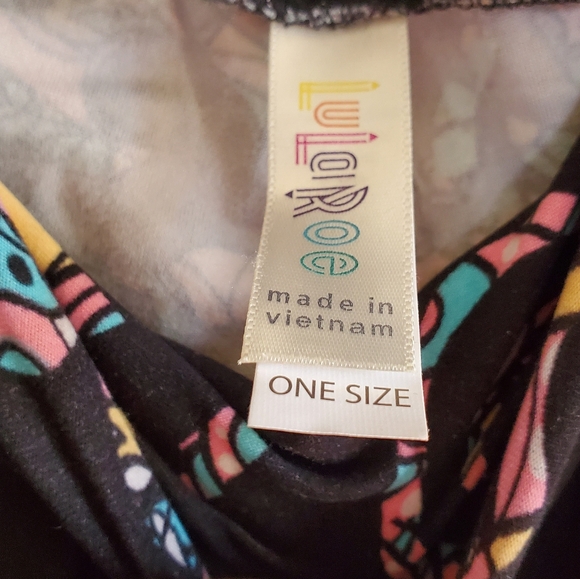 LuLaRoe
made in
vietnam
ONE SIZE